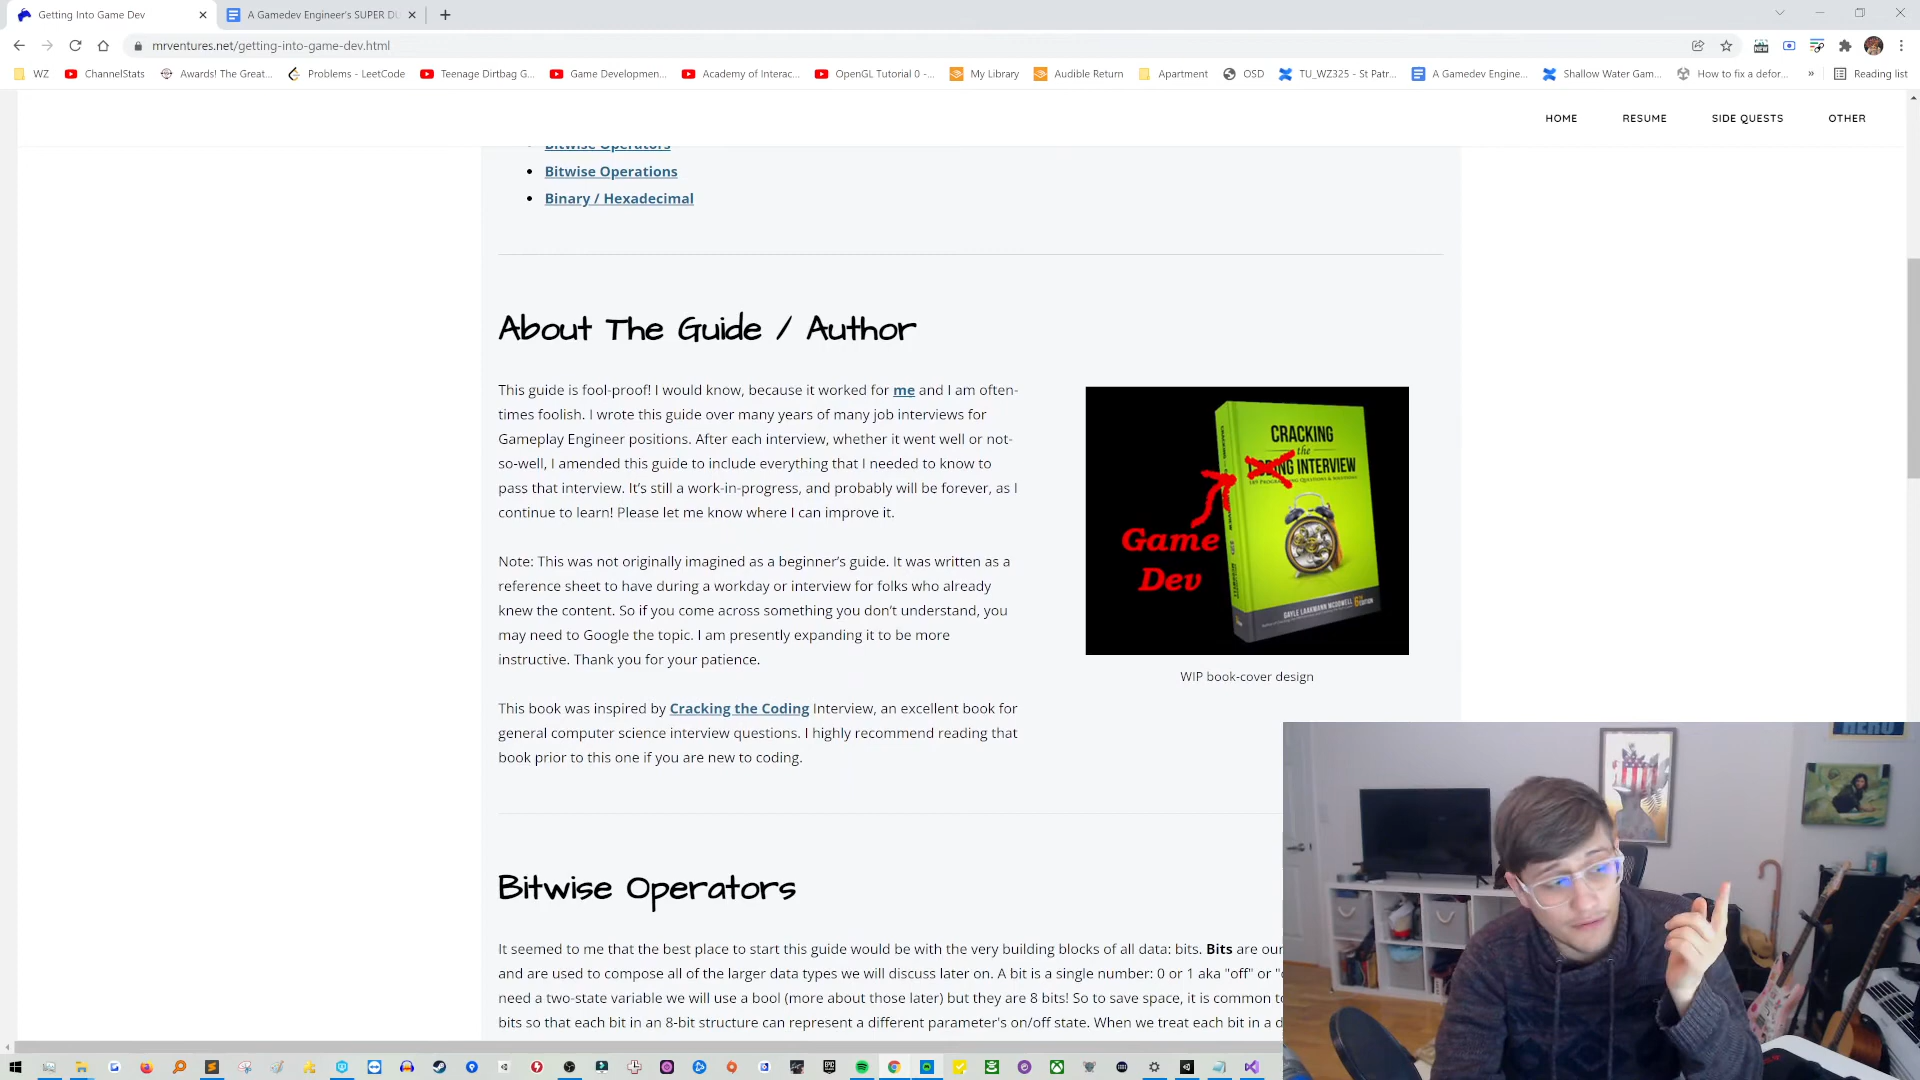 Getting Into Game Dev
A Gamedev Engineer's SUPER DU
mrventures.net/getting-into-game-dev.html
WZ
ChannelStats
Awards! The Great...
Problems - LeetCode
Teenage Dirtbag G...
Game Developmen...
Academy of Interac...
OpenGL Tutorial 0 -...
My Library
Audible Return
Apartment
OSD
TU_WZ325 - St Patr...
A Gamedev Engine...
Shallow Water Gam...
How to fix a defor...
»
Reading list
HOME
RESUME
SIDE QUESTS
OTHER
Bitwise Operators
Bitwise Operations
Binary / Hexadecimal
About The Guide / Author
This guide is fool-proof! I would know, because it worked for me and I am often-
times foolish. I wrote this guide over many years of many job interviews for
Gameplay Engineer positions. After each interview, whether it went well or not-
so-well, I amended this guide to include everything that I needed to know to
pass that interview. It's still a work-in-progress, and probably will be forever, as I
continue to learn! Please let me know where I can improve it.
Note: This was not originally imagined as a beginner's guide. It was written as a
reference sheet to have during a workday or interview for folks who already
knew the content. So if you come across something you don't understand, you
may need to Google the topic. I am presently expanding it to be more
instructive. Thank you for your patience.
This book was inspired by Cracking the Coding Interview, an excellent book for
general computer science interview questions. I highly recommend reading that
book prior to this one if you are new to coding.
CRACKING
the
CODING INTERVIEW
189 PROGRAMMING QUESTIONS & SOLUTIONS
Game
Dev
GAYLE LAAKMANN MCDOWELL
WIP book-cover design
Bitwise Operators
It seemed to me that the best place to start this guide would be with the very building blocks of all data: bits. Bits are our
and are used to compose all of the larger data types we will discuss later on. A bit is a single number: 0 or 1 aka "off" or "o
need a two-state variable we will use a bool (more about those later) but they are 8 bits! So to save space, it is common to
bits so that each bit in an 8-bit structure can represent a different parameter's on/off state. When we treat each bit in a d